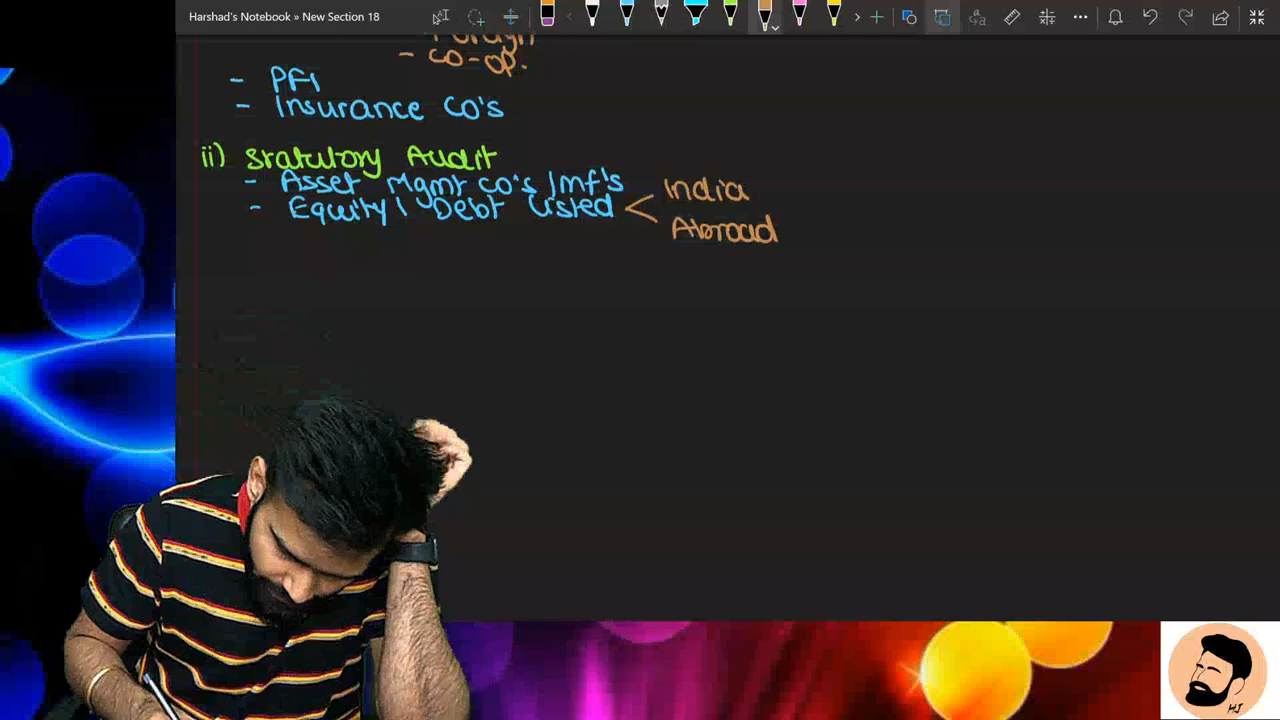 Harshad's Notebook » New Section 18
- CO-OP.
- PFI
- Insurance CO's
ii) Statutory Audit
- Asset Mgmt CO's / MF's
- Equity / Debt Listed < India
Abroad
HJ